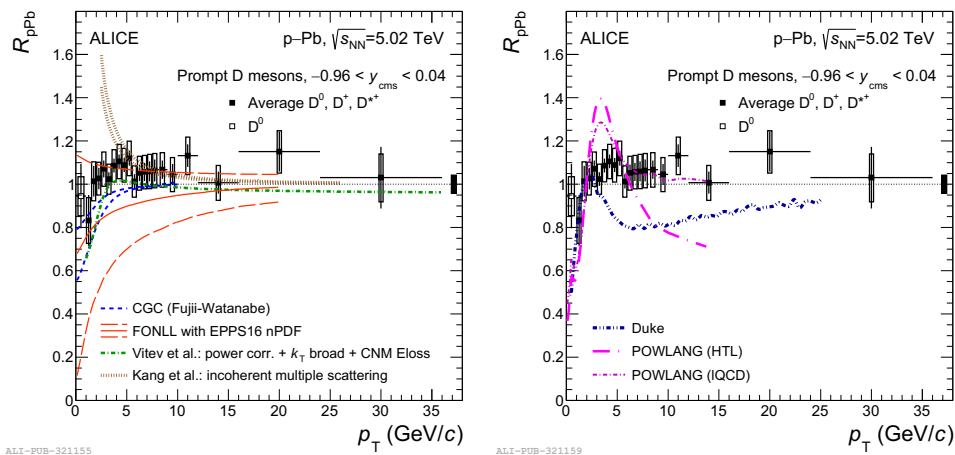 R_pPb
ALICE
p–Pb, √s_NN=5.02 TeV
Prompt D mesons, –0.96 < y_cms < 0.04
Average D^0, D^+, D^*+
D^0
CGC (Fujii-Watanabe)
FONLL with EPPS16 nPDF
Vitev et al.: power corr. + k_T broad + CNM Eloss
Kang et al.: incoherent multiple scattering
1.6
1.4
1.2
1
0.8
0.6
0.4
0.2
0
0 5 10 15 20 25 30 35
p_T (GeV/c)
ALI-PUB-321155
R_pPb
ALICE
p–Pb, √s_NN=5.02 TeV
Prompt D mesons, –0.96 < y_cms < 0.04
Average D^0, D^+, D^*+
D^0
Duke
POWLANG (HTL)
POWLANG (lQCD)
1.6
1.4
1.2
1
0.8
0.6
0.4
0.2
0
0 5 10 15 20 25 30 35
p_T (GeV/c)
ALI-PUB-321159